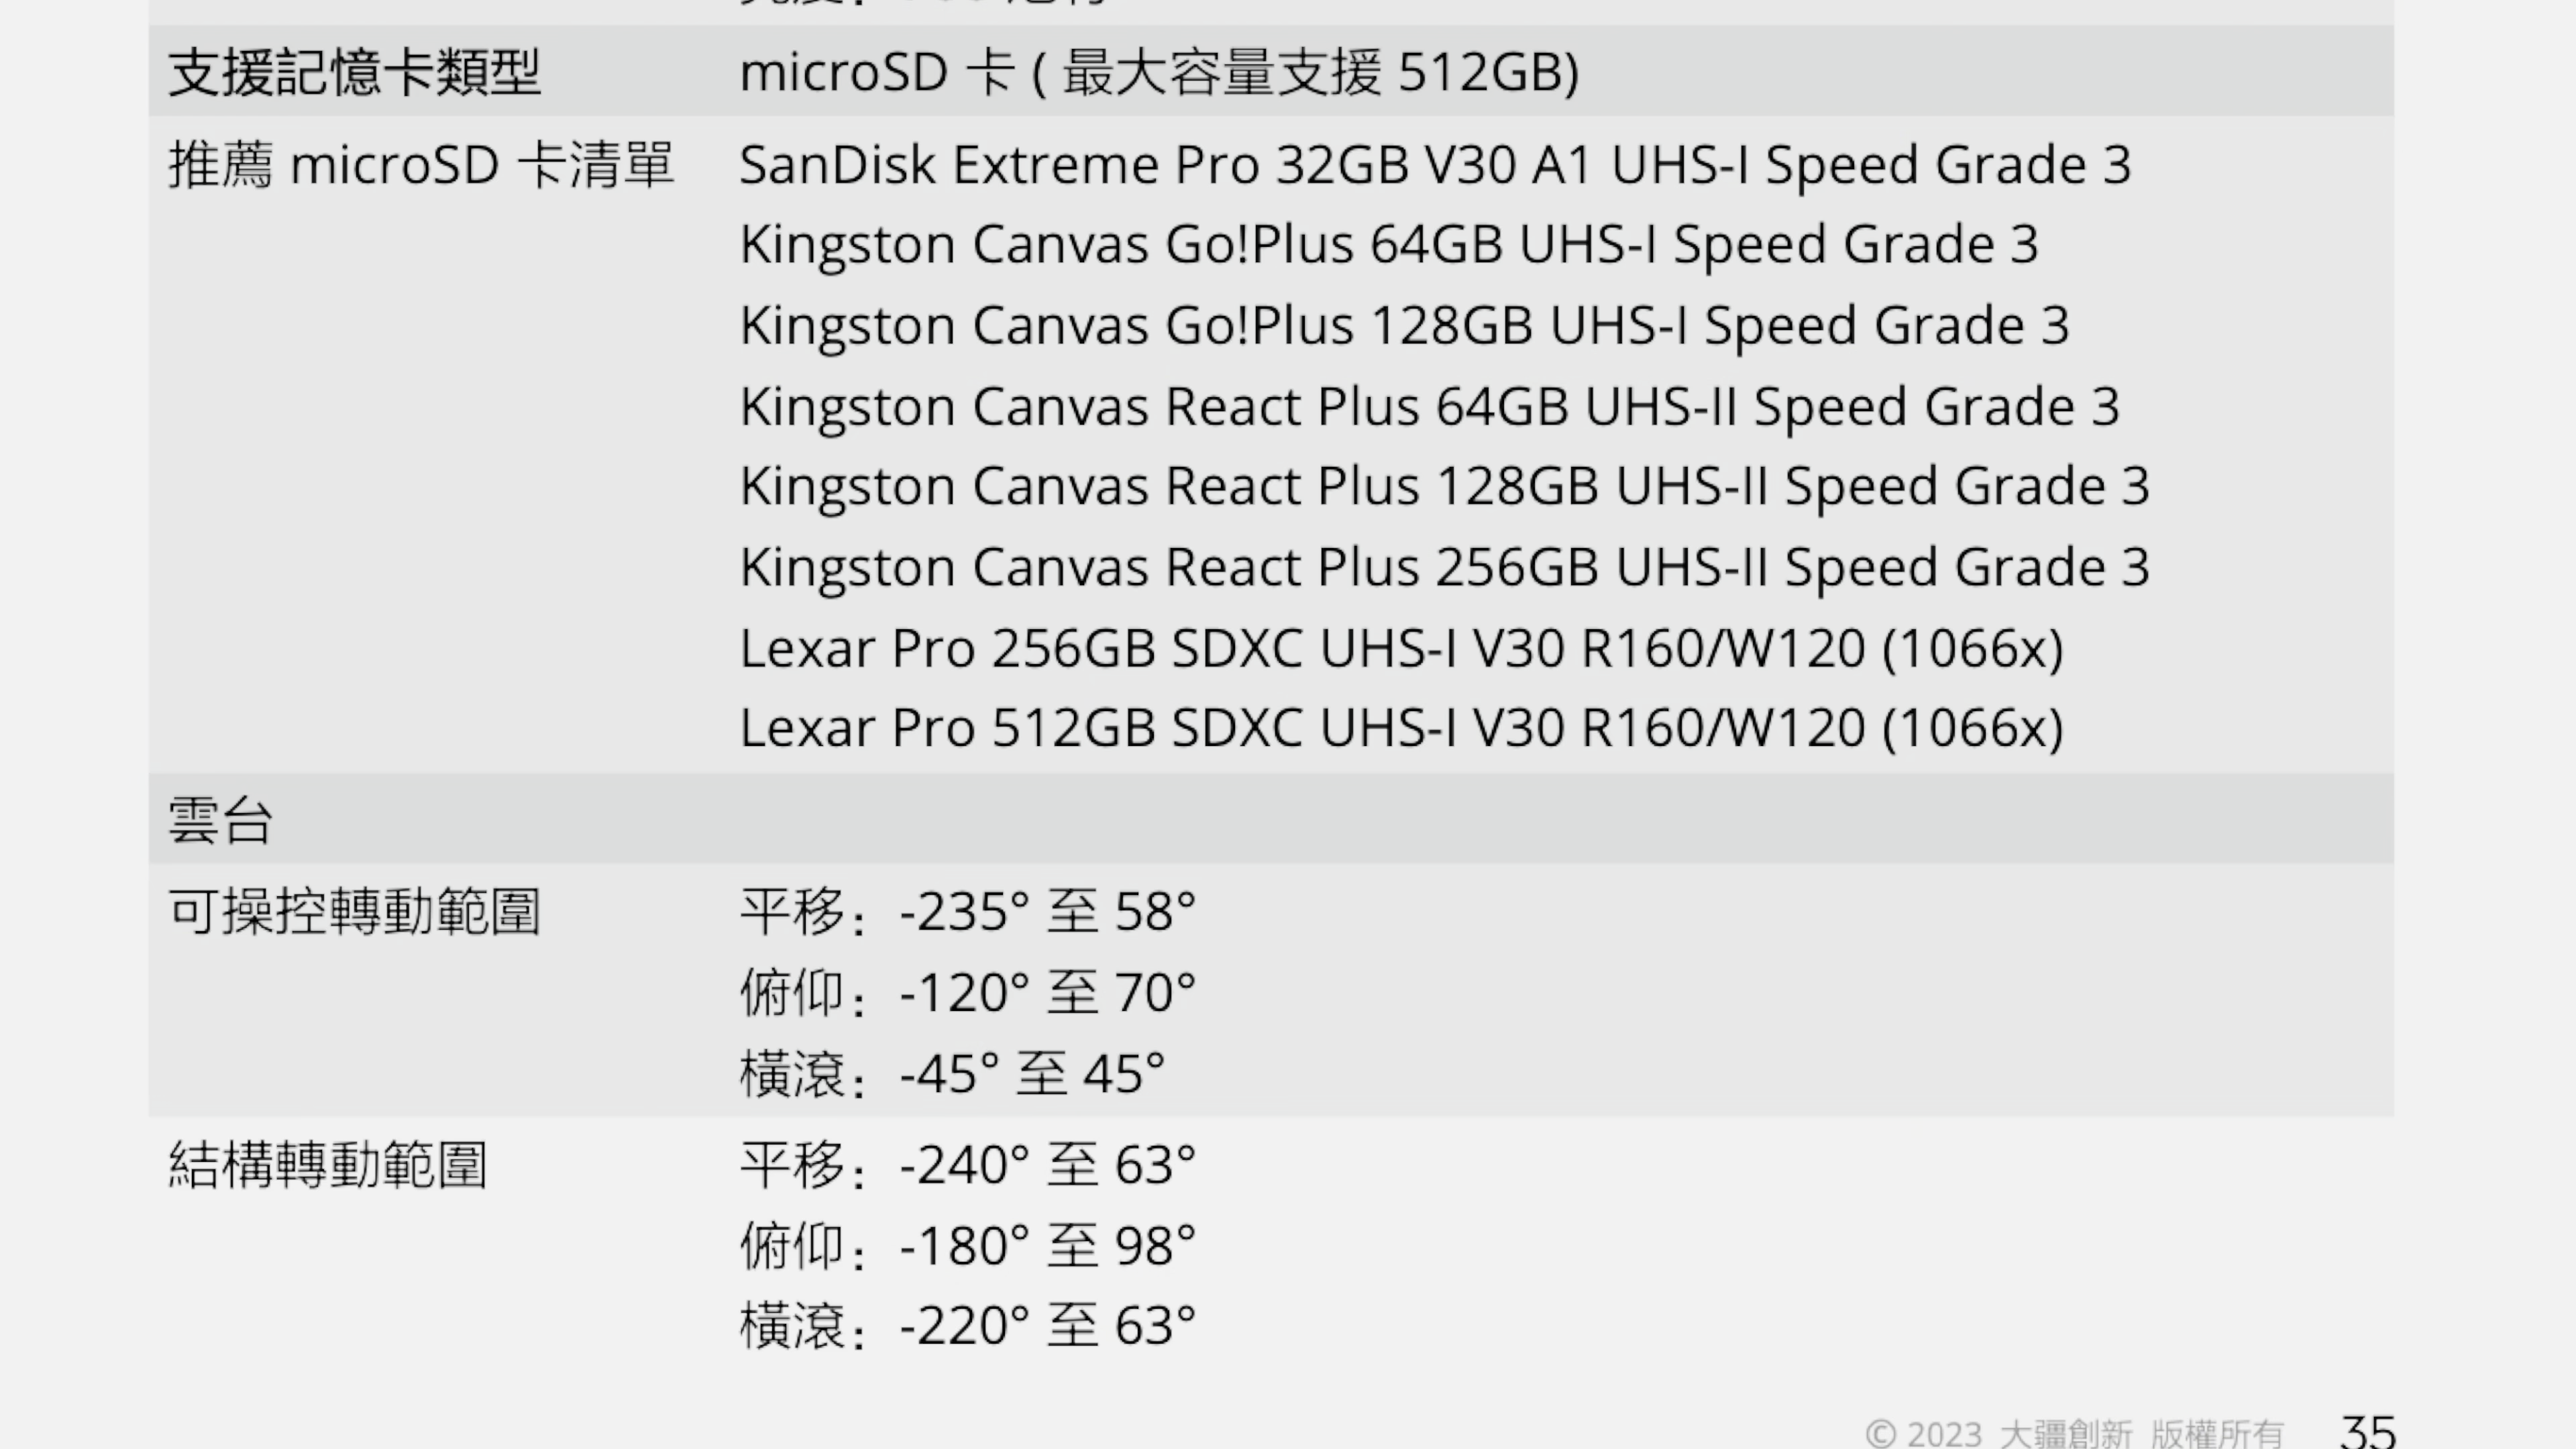 支援記憶卡類型 microSD 卡 ( 最大容量支援 512GB)
推薦 microSD 卡清單 SanDisk Extreme Pro 32GB V30 A1 UHS-I Speed Grade 3
Kingston Canvas Go!Plus 64GB UHS-I Speed Grade 3
Kingston Canvas Go!Plus 128GB UHS-I Speed Grade 3
Kingston Canvas React Plus 64GB UHS-II Speed Grade 3
Kingston Canvas React Plus 128GB UHS-II Speed Grade 3
Kingston Canvas React Plus 256GB UHS-II Speed Grade 3
Lexar Pro 256GB SDXC UHS-I V30 R160/W120 (1066x)
Lexar Pro 512GB SDXC UHS-I V30 R160/W120 (1066x)
雲台
可操控轉動範圍 平移：-235° 至 58°
俯仰：-120° 至 70°
橫滾：-45° 至 45°
結構轉動範圍 平移：-240° 至 63°
俯仰：-180° 至 98°
橫滾：-220° 至 63°
© 2023 大疆創新 版權所有 35